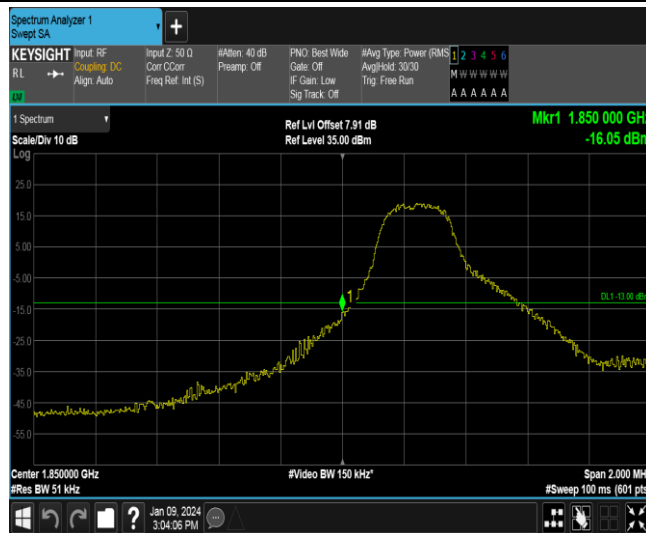 Spectrum Analyzer 1
Swept SA
+
KEYSIGHT
RL
Input: RF
Coupling: DC
Align: Auto
Input Z: 50 Ω
Corr CCorr
Freq Ref: Int (S)
#Atten: 40 dB
Preamp: Off
PNO: Best Wide
Gate: Off
IF Gain: Low
Sig Track: Off
#Avg Type: Power (RMS
Avg|Hold: 30/30
Trig: Free Run
1 2 3 4 5 6
M W W W W W
A A A A A A
1 Spectrum
Scale/Div 10 dB
Log
Ref Lvl Offset 7.91 dB
Ref Level 35.00 dBm
Mkr1 1.850 000 GHz
-16.05 dBm
25.0
15.0
5.00
-5.00
-15.0
-25.0
-35.0
-45.0
-55.0
1
DL1 -13.00 dBm
Center 1.850000 GHz
#Res BW 51 kHz
#Video BW 150 kHz*
Span 2.000 MH
#Sweep 100 ms (601 pts
?
Jan 09, 2024
3:04:06 PM